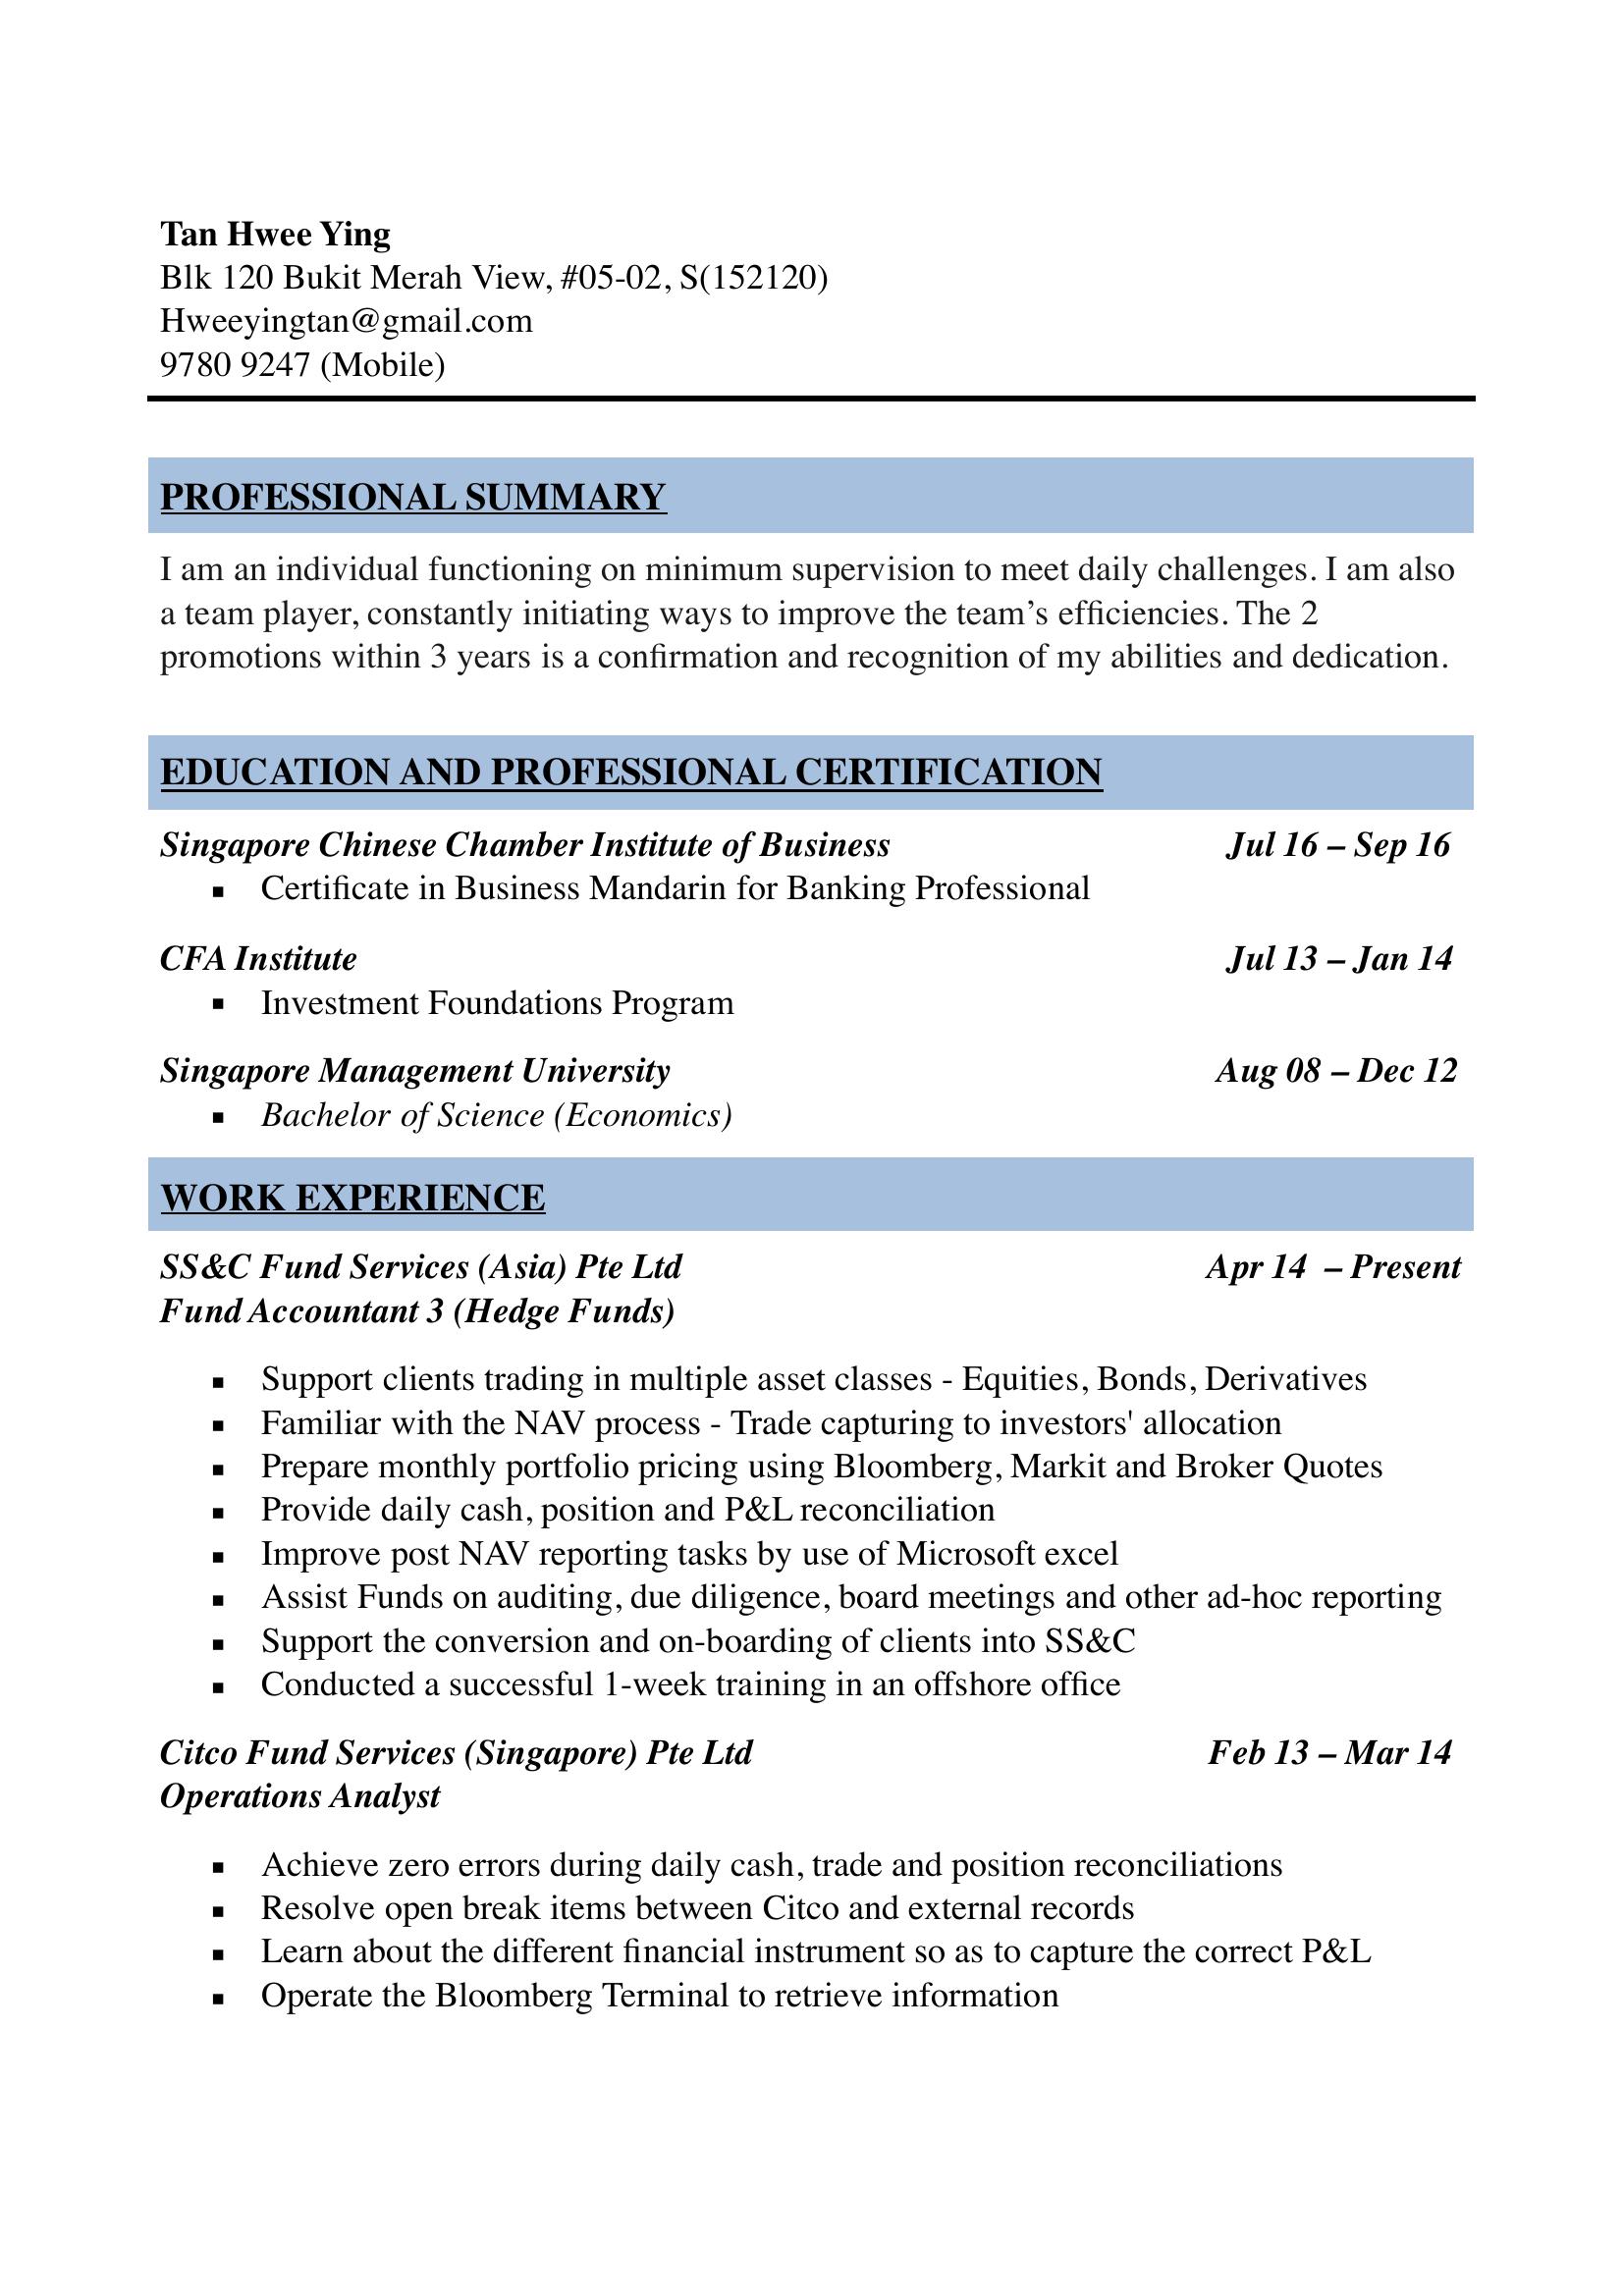 Tan Hwee Ying
Blk 120 Bukit Merah View, #05-02, S(152120)
Hweeyingtan@gmail.com
9780 9247 (Mobile)
PROFESSIONAL SUMMARY
I am an individual functioning on minimum supervision to meet daily challenges. I am also
a team player, constantly initiating ways to improve the team’s efficiencies. The 2
promotions within 3 years is a confirmation and recognition of my abilities and dedication.
EDUCATION AND PROFESSIONAL CERTIFICATION
Singapore Chinese Chamber Institute of Business Jul 16 – Sep 16
▪ Certificate in Business Mandarin for Banking Professional
CFA Institute Jul 13 – Jan 14
▪ Investment Foundations Program
Singapore Management University Aug 08 – Dec 12
▪ Bachelor of Science (Economics)
WORK EXPERIENCE
SS&C Fund Services (Asia) Pte Ltd Apr 14 – Present
Fund Accountant 3 (Hedge Funds)
▪ Support clients trading in multiple asset classes - Equities, Bonds, Derivatives
▪ Familiar with the NAV process - Trade capturing to investors' allocation
▪ Prepare monthly portfolio pricing using Bloomberg, Markit and Broker Quotes
▪ Provide daily cash, position and P&L reconciliation
▪ Improve post NAV reporting tasks by use of Microsoft excel
▪ Assist Funds on auditing, due diligence, board meetings and other ad-hoc reporting
▪ Support the conversion and on-boarding of clients into SS&C
▪ Conducted a successful 1-week training in an offshore office
Citco Fund Services (Singapore) Pte Ltd Feb 13 – Mar 14
Operations Analyst
▪ Achieve zero errors during daily cash, trade and position reconciliations
▪ Resolve open break items between Citco and external records
▪ Learn about the different financial instrument so as to capture the correct P&L
▪ Operate the Bloomberg Terminal to retrieve information